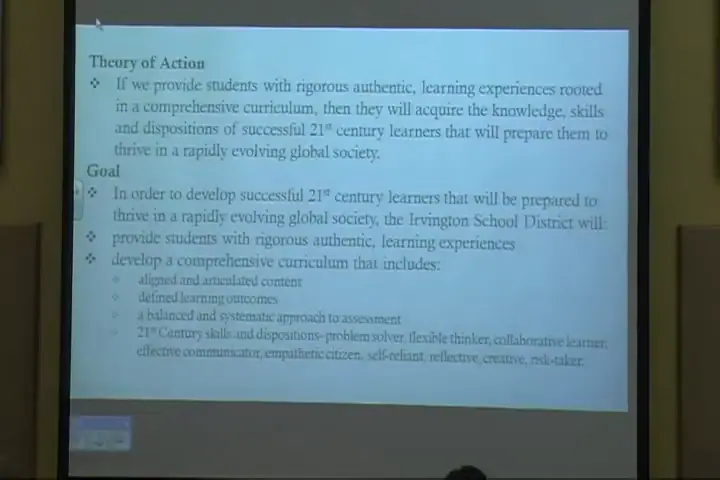 Theory of Action
❖ If we provide students with rigorous authentic, learning experiences rooted
in a comprehensive curriculum, then they will acquire the knowledge, skills
and dispositions of successful 21st century learners that will prepare them to
thrive in a rapidly evolving global society.
Goal
❖ In order to develop successful 21st century learners that will be prepared to
thrive in a rapidly evolving global society, the Irvington School District will:
❖ provide students with rigorous authentic, learning experiences
❖ develop a comprehensive curriculum that includes:
aligned and articulated content
defined learning outcomes
a balanced and systematic approach to assessment
21st Century skills and dispositions- problem solver, flexible thinker, collaborative learner,
effective communicator, empathetic citizen, self-reliant, reflective, creative, risk-taker.